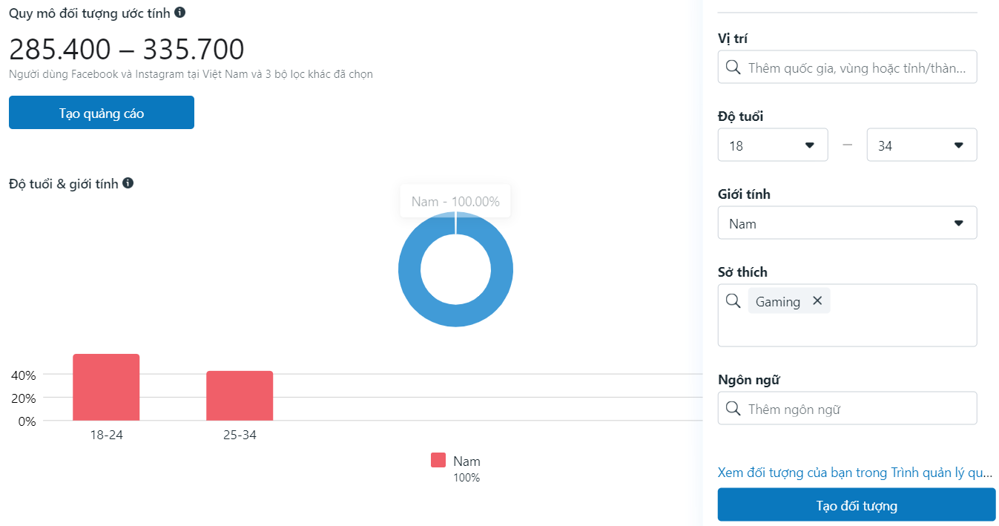 Quy mô đối tượng ước tính
285.400 – 335.700
Người dùng Facebook và Instagram tại Việt Nam và 3 bộ lọc khác đã chọn
Tạo quảng cáo
Độ tuổi & giới tính
Nam - 100.00%
40%
20%
0%
18-24
25-34
Nam
100%
Vị trí
Thêm quốc gia, vùng hoặc tỉnh/thàn...
Độ tuổi
18 – 34
Giới tính
Nam
Sở thích
Gaming
Ngôn ngữ
Thêm ngôn ngữ
Xem đối tượng của bạn trong Trình quản lý qu...
Tạo đối tượng